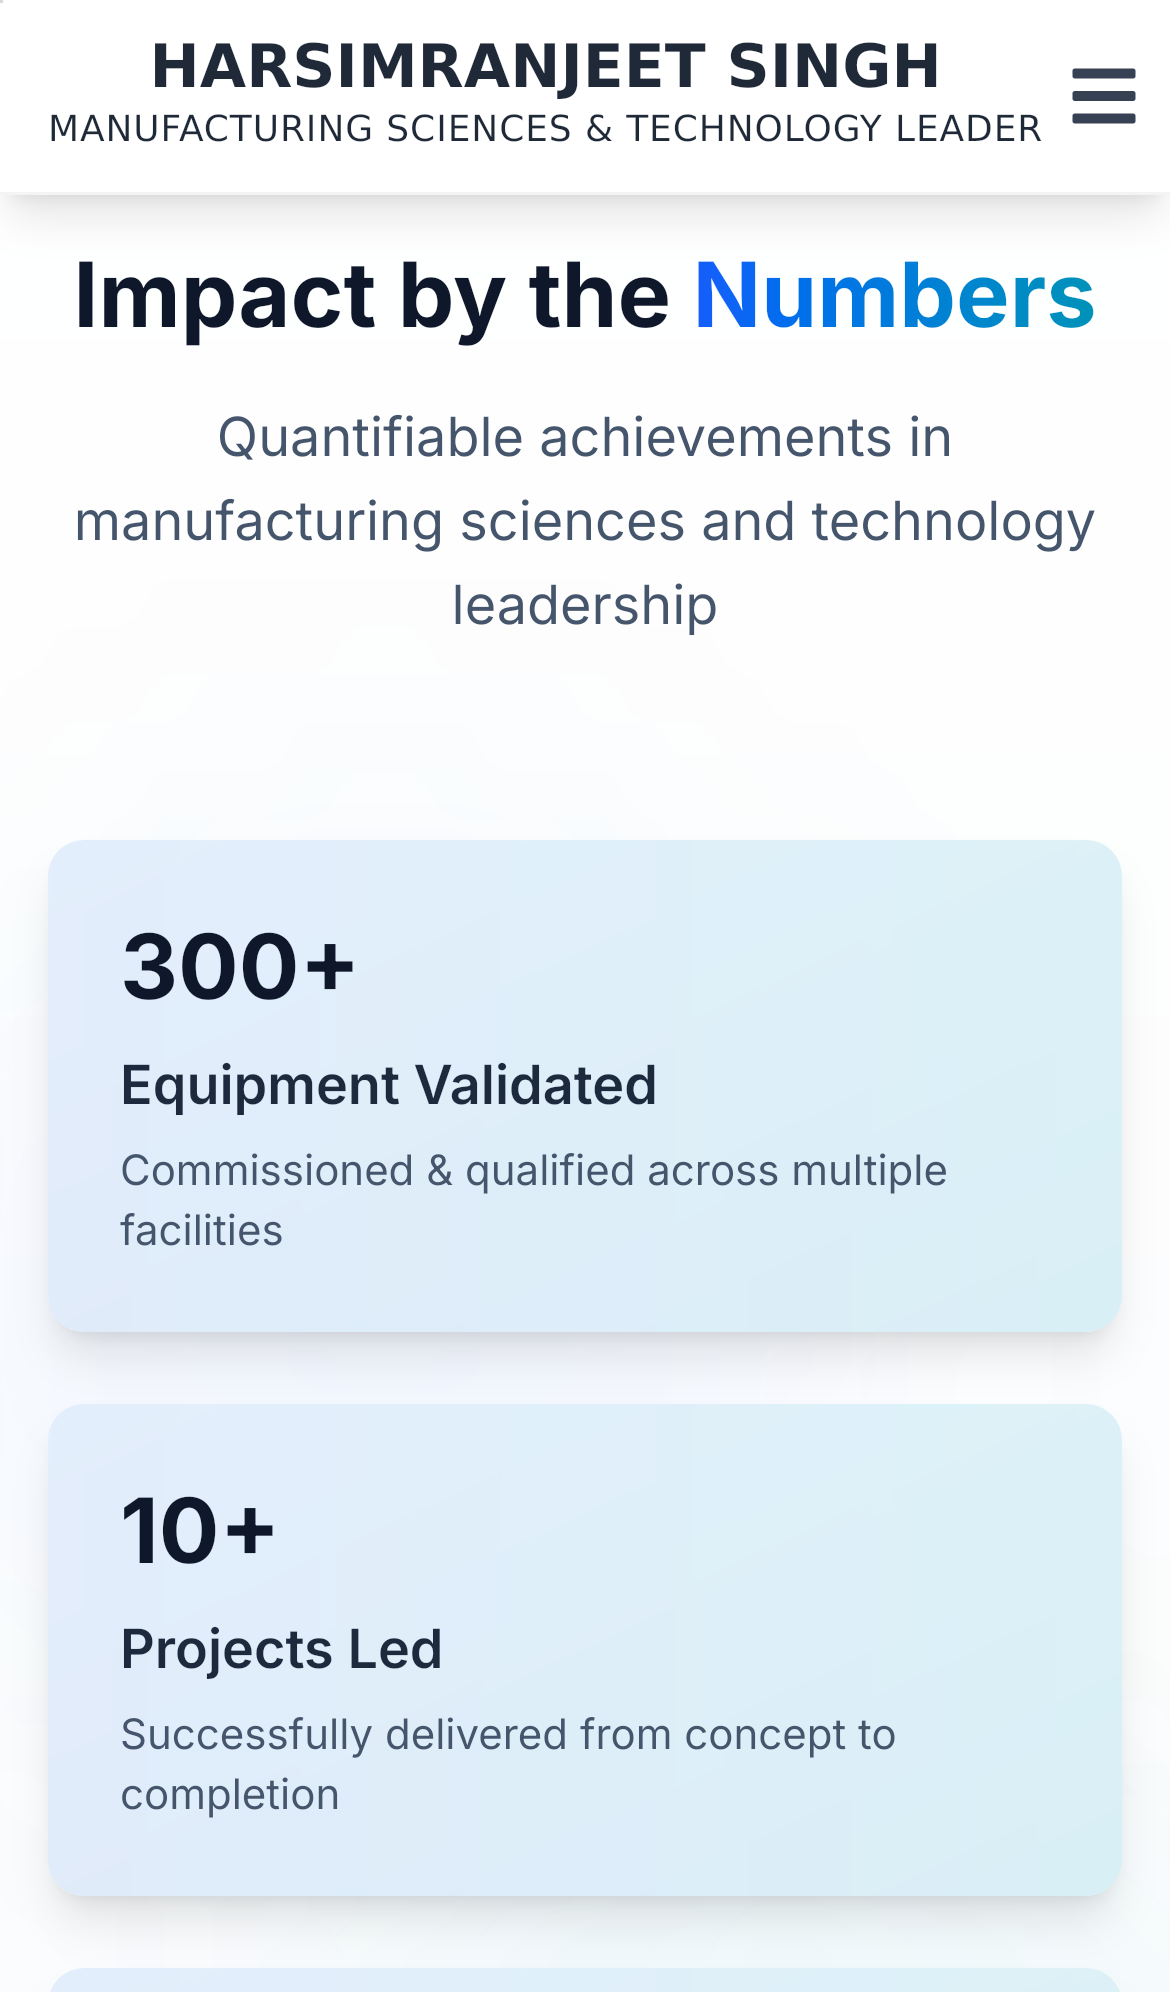 HARSIMRANJEET SINGH
MANUFACTURING SCIENCES & TECHNOLOGY LEADER
Impact by the Numbers
Quantifiable achievements in
manufacturing sciences and technology
leadership
300+
Equipment Validated
Commissioned & qualified across multiple
facilities
10+
Projects Led
Successfully delivered from concept to
completion